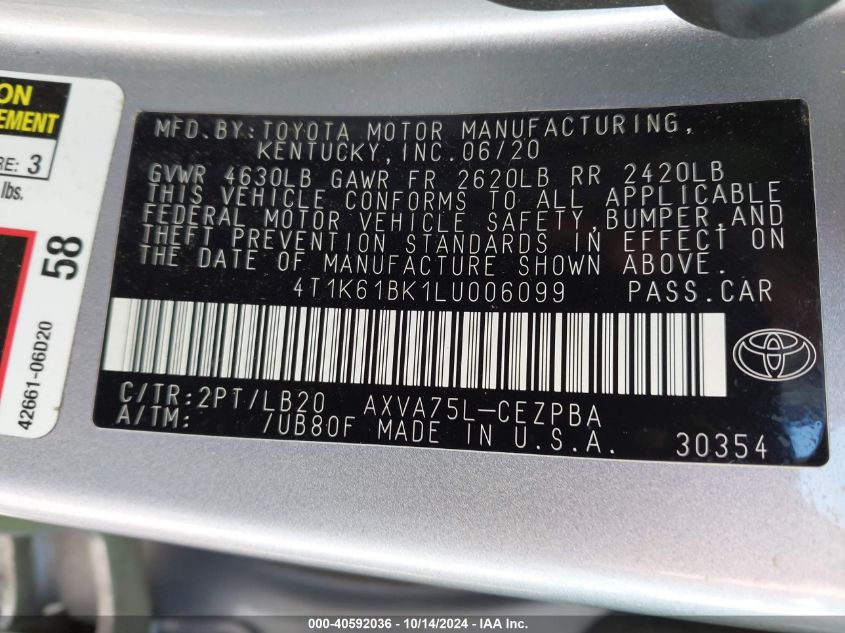 ON
EMENT
RE: 3
lbs.
58
42661-06D20
MFD.BY:TOYOTA MOTOR MANUFACTURING,
KENTUCKY,INC.06/20
GVWR 4630LB GAWR FR 2620LB RR 2420LB
THIS VEHICLE CONFORMS TO ALL APPLICABLE
FEDERAL MOTOR VEHICLE SAFETY,BUMPER,AND
THEFT PREVENTION STANDARDS IN EFFECT ON
THE DATE OF MANUFACTURE SHOWN ABOVE.
4T1K61BK1LU006099 PASS.CAR
C/TR:2PT/LB20 AXVA75L-CEZPBA
A/TM: /UB80F MADE IN U.S.A. 30354
000-40592036 - 10/14/2024 - IAA Inc.